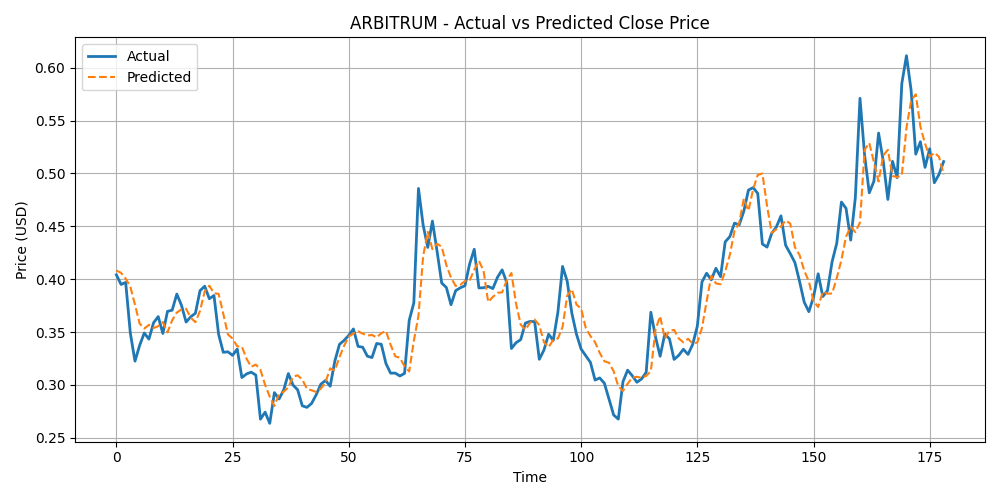 ARBITRUM - Actual vs Predicted Close Price
Actual
Predicted
Price (USD)
0.60
0.55
0.50
0.45
0.40
0.35
0.30
0.25
0 25 50 75 100 125 150 175
Time